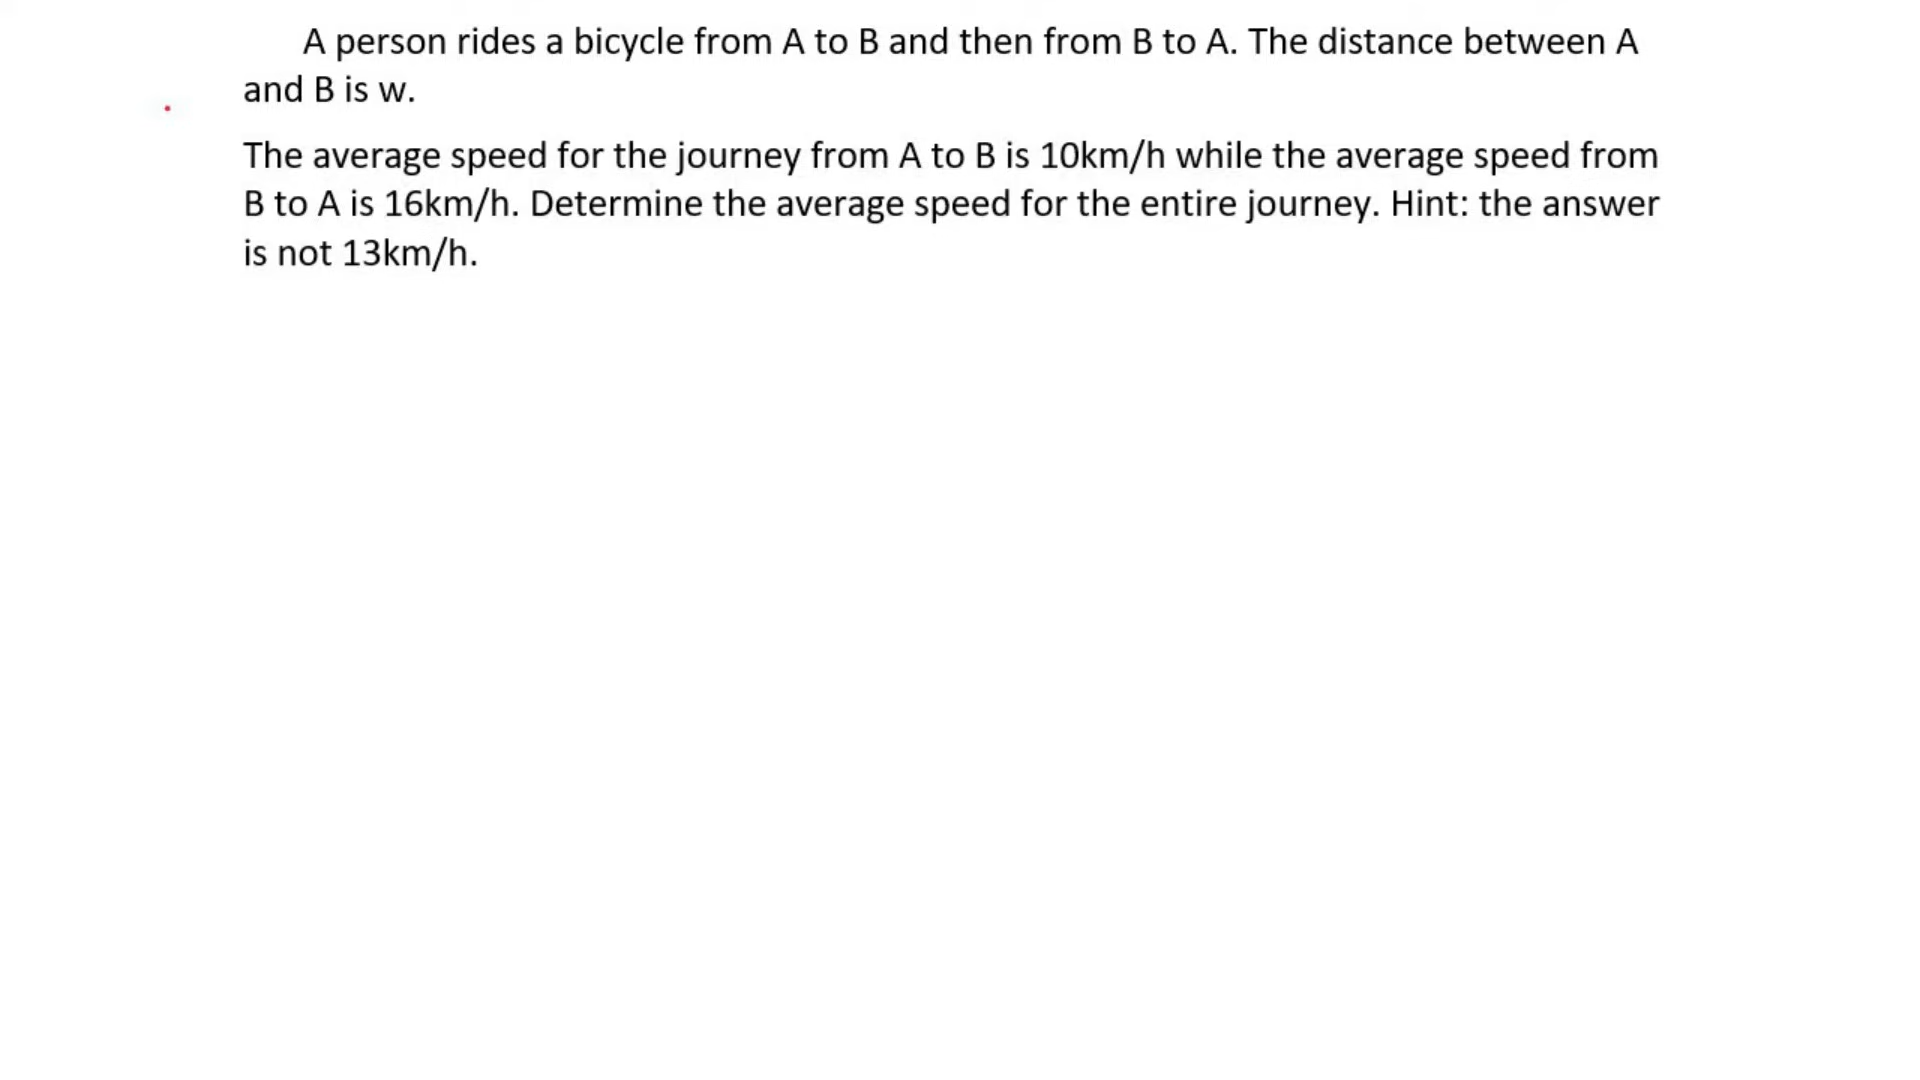 A person rides a bicycle from A to B and then from B to A. The distance between A
and B is w.
The average speed for the journey from A to B is 10km/h while the average speed from
B to A is 16km/h. Determine the average speed for the entire journey. Hint: the answer
is not 13km/h.